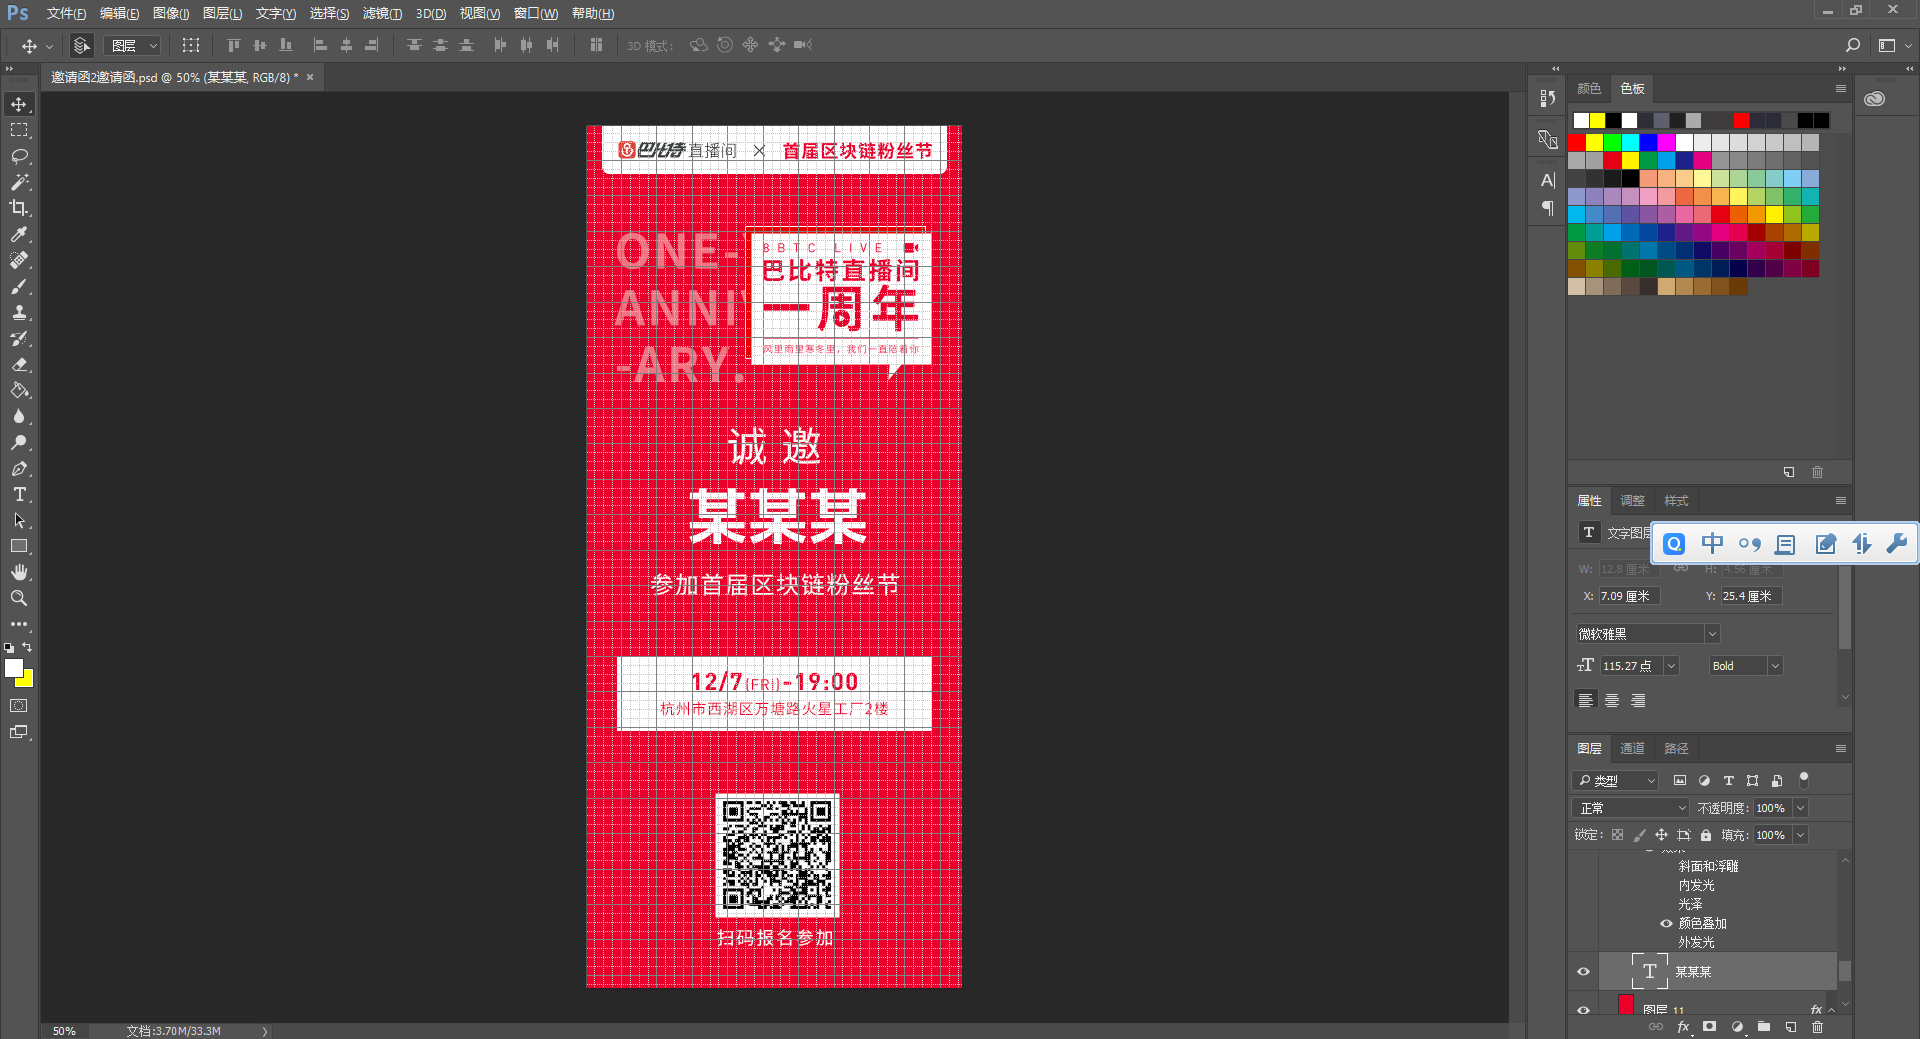 Ps 文件(F) 编辑(E) 图像(I) 图层(L) 文字(Y) 选择(S) 滤镜(T) 3D(D) 视图(V) 窗口(W) 帮助(H)
图层 3D 模式:
邀请函2邀请函.psd @ 50% (某某某, RGB/8) * ×
巴比特 直播间 × 首届区块链粉丝节
ONE-
ANNIV
-ARY.
BBTC LIVE
巴比特直播间
一周年
风里雨里寒冬里,我们一直陪着你
诚 邀
某某某
参加首届区块链粉丝节
12/7(FRI)-19:00
杭州市西湖区万塘路火星工厂2楼
扫码报名参加
50% 文档:3.70M/33.3M
颜色 色板
属性 调整 样式
T 文字图层
中
W: 12.8 厘米 H: 4.56 厘米
X: 7.09 厘米 Y: 25.4 厘米
微软雅黑
115.27 点 Bold
图层 通道 路径
类型
正常 不透明度: 100%
锁定: 填充: 100%
效果
斜面和浮雕
内发光
光泽
颜色叠加
外发光
T 某某某
图层 11 fx
fx